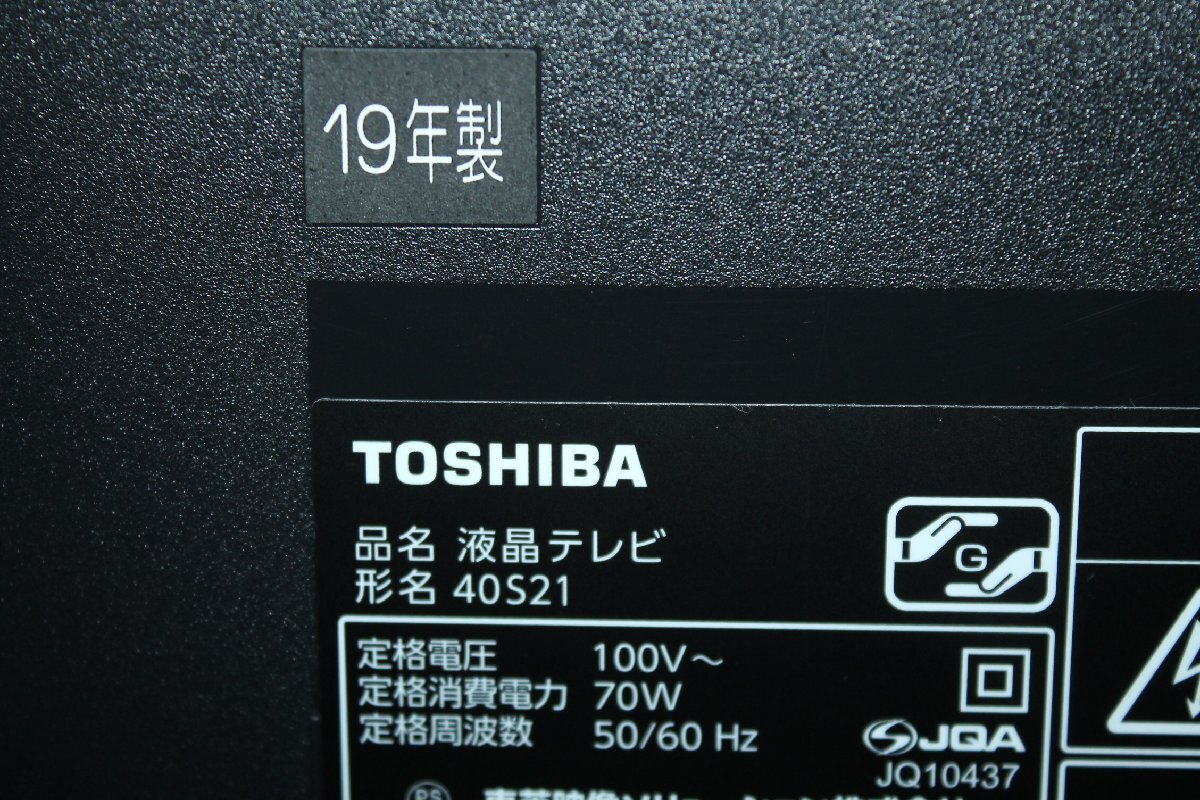 19年製
TOSHIBA
品名 液晶テレビ
形名 40S21
G
定格電圧 100V～
定格消費電力 70W
定格周波数 50/60 Hz
JQA
JQ10437
PS